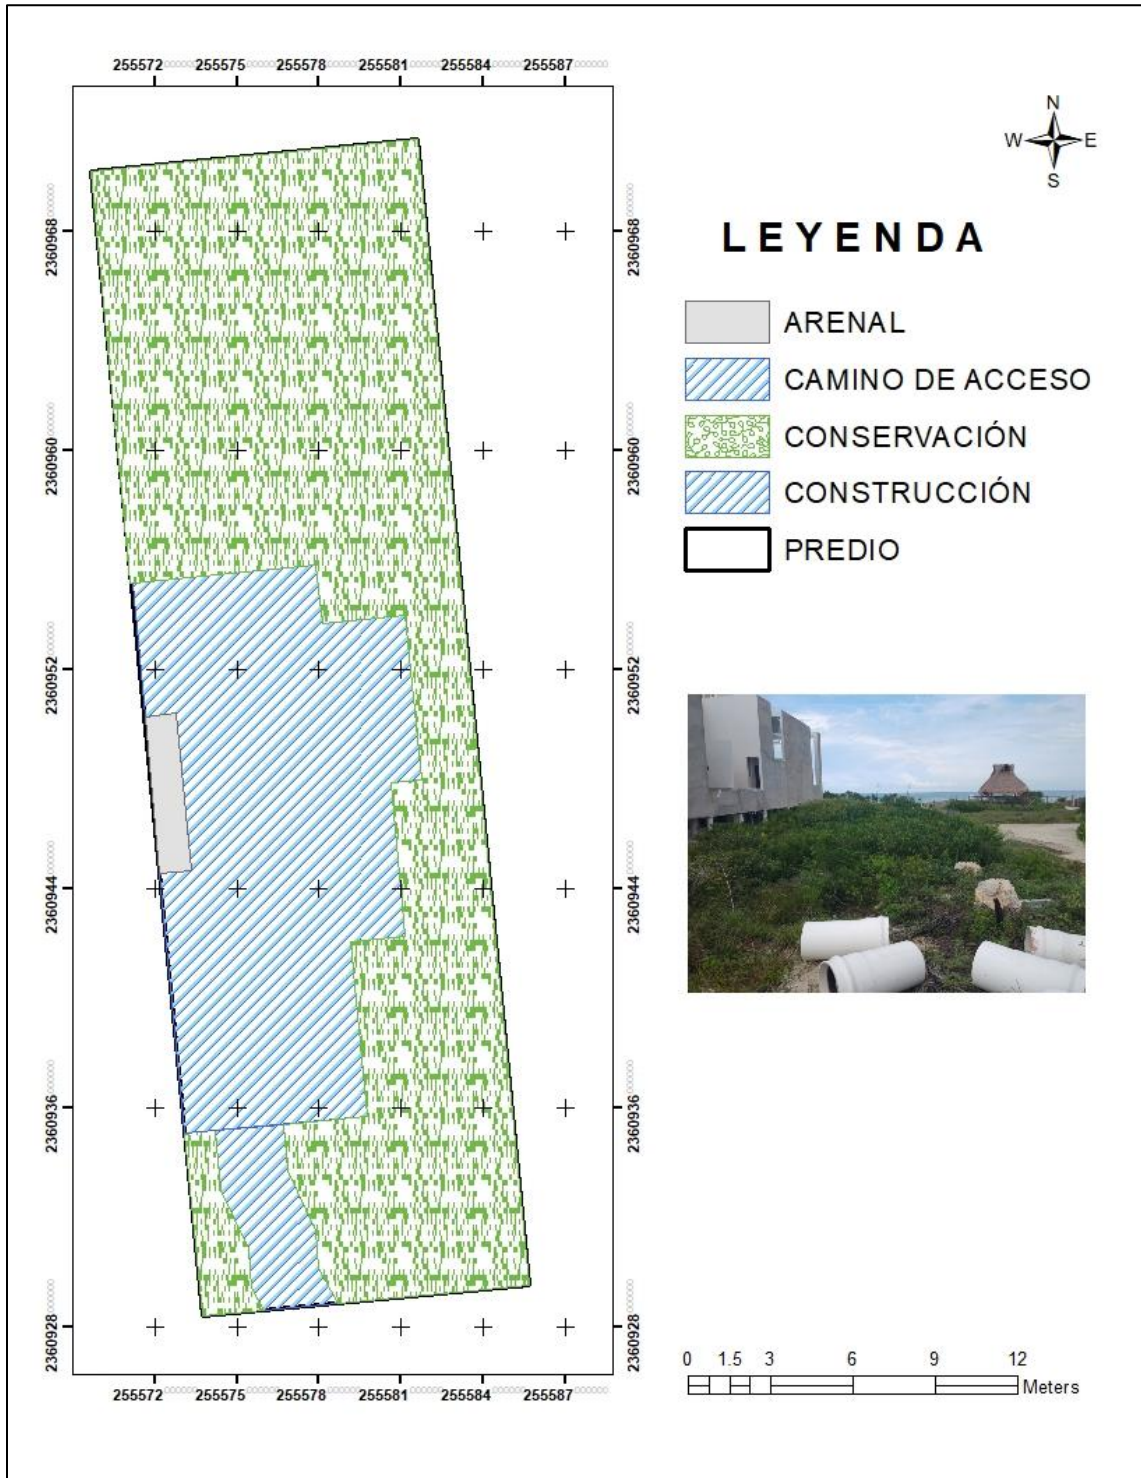 255572 255575 255578 255581 255584 255587
N
W E
S
2360968 2360968
LEYENDA
ARENAL
CAMINO DE ACCESO
CONSERVACIÓN
2360960 2360960
CONSTRUCCIÓN
PREDIO
2360952 2360952
2360944 2360944
2360936 2360936
2360928 2360928
0 1.5 3 6 9 12
Meters
255572 255575 255578 255581 255584 255587